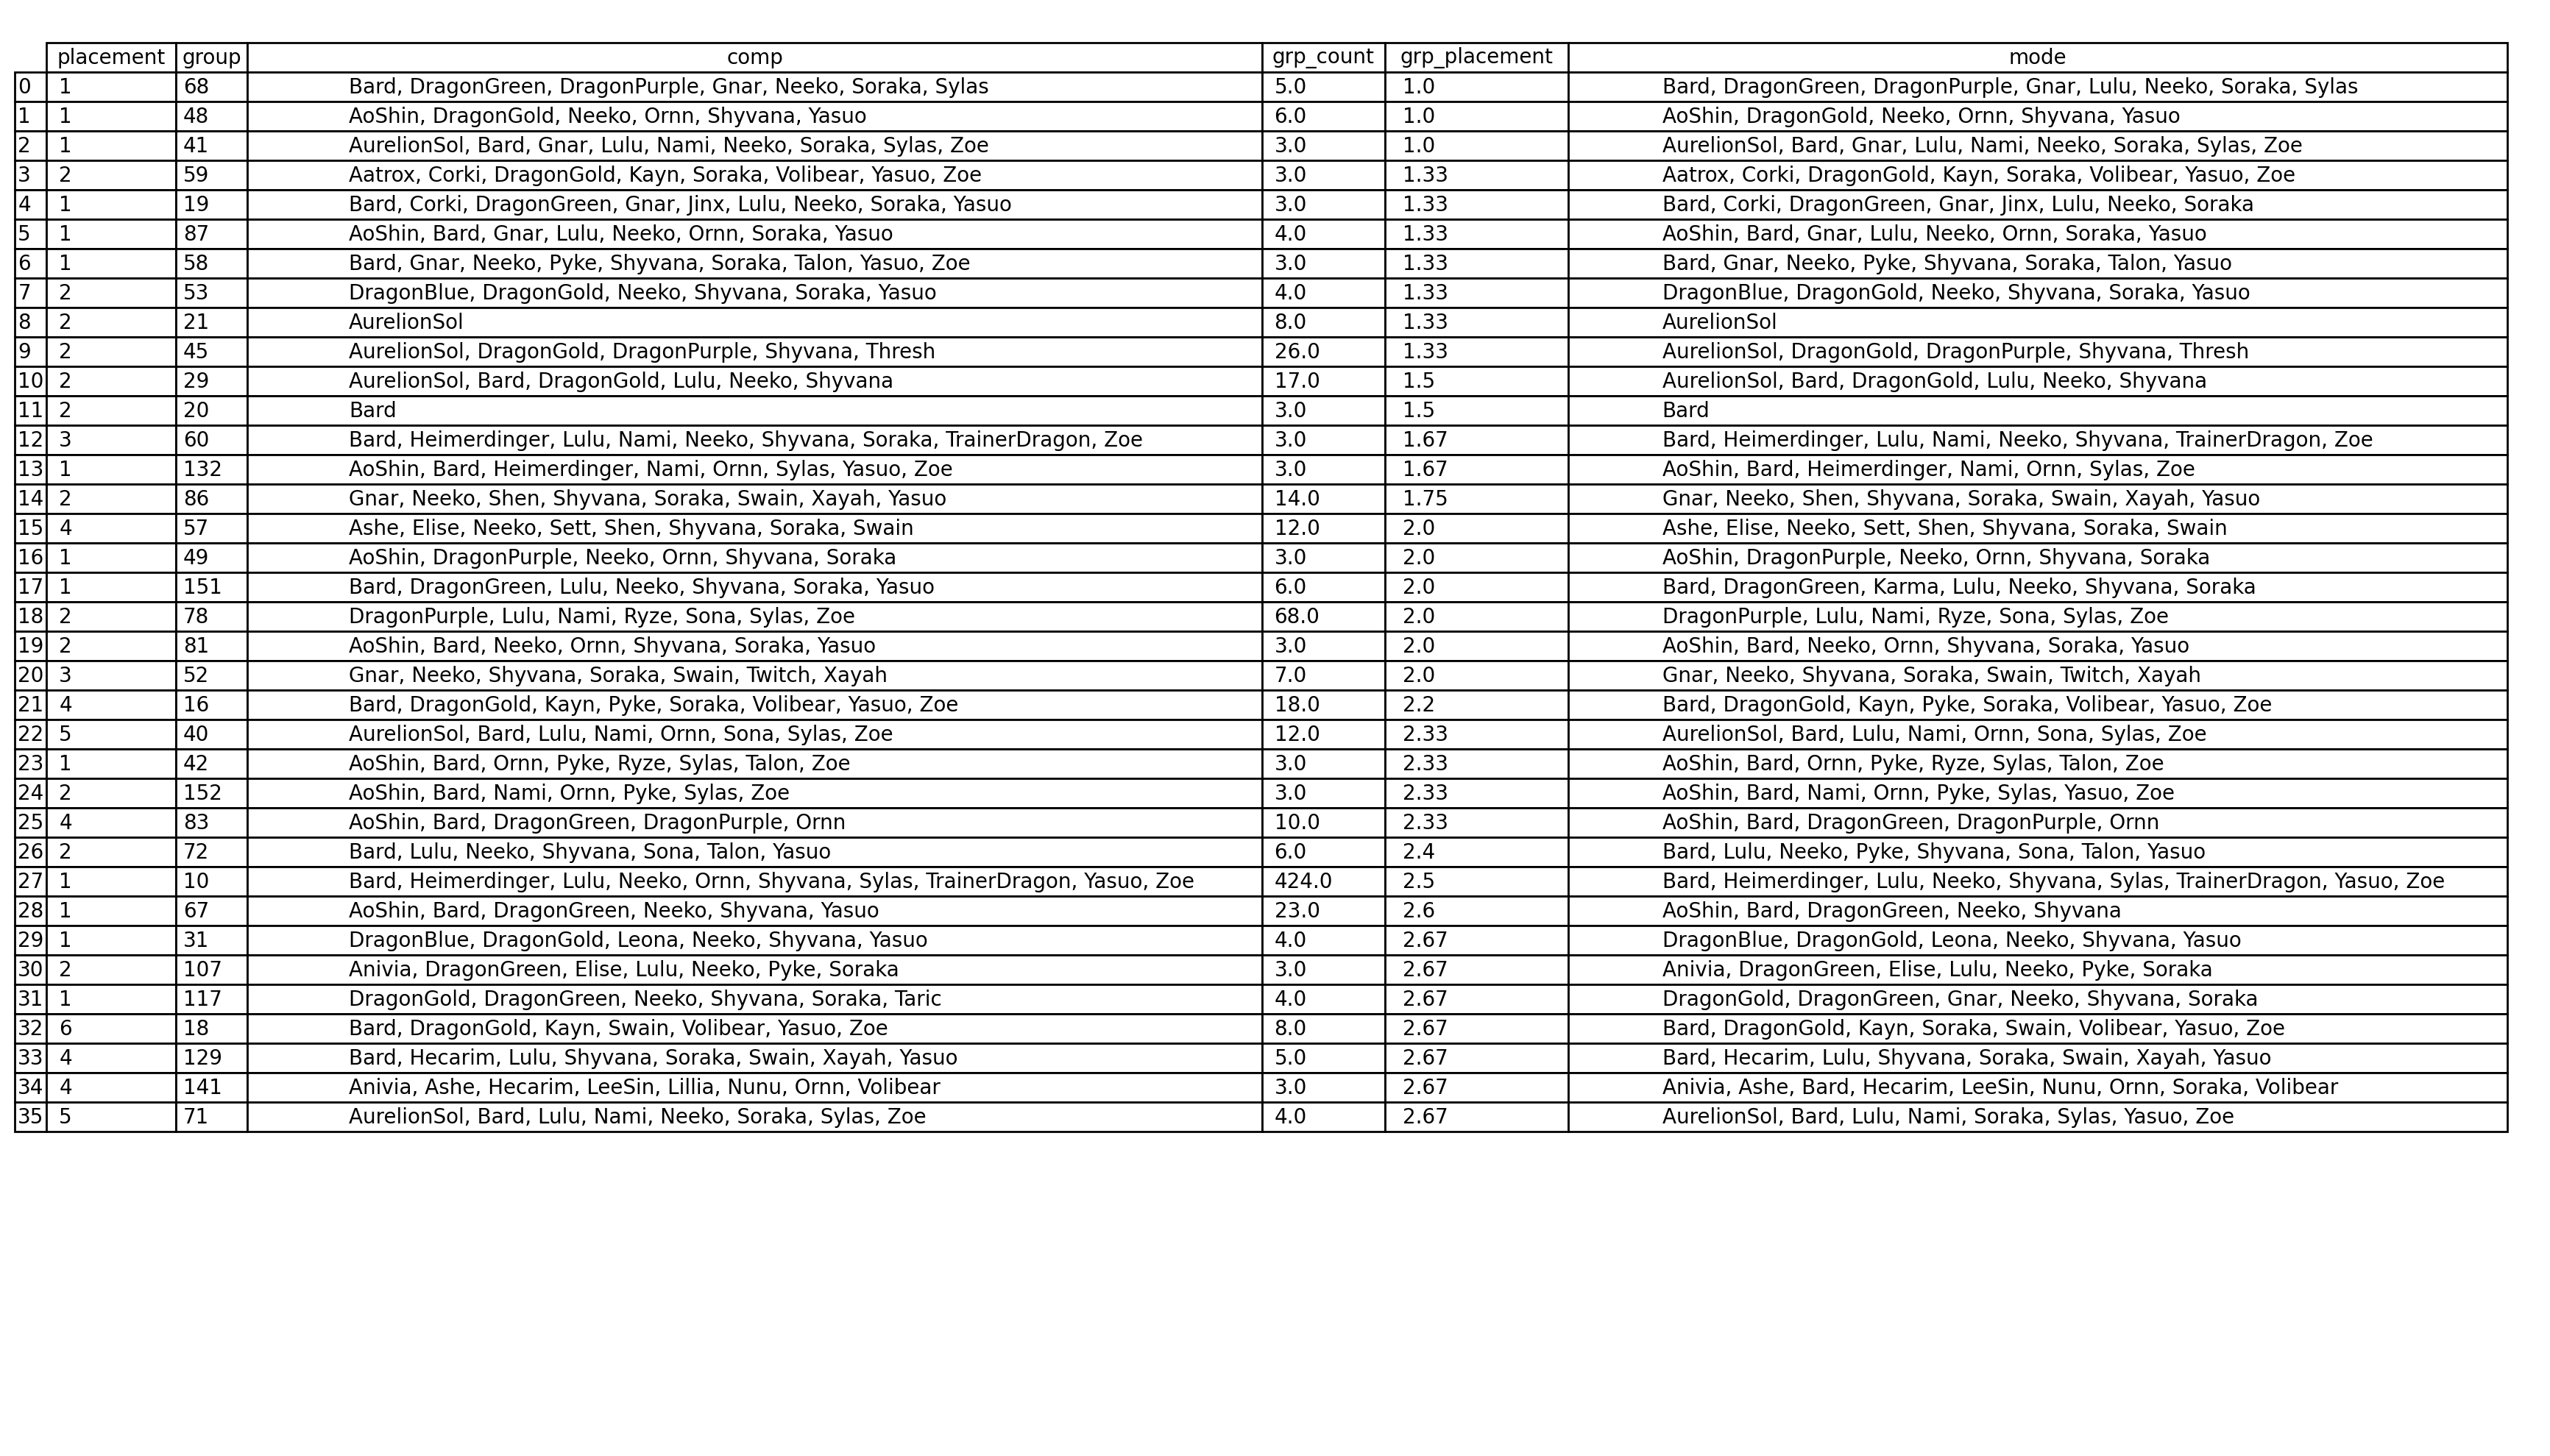 placement group comp grp_count grp_placement mode
0 1 68 Bard, DragonGreen, DragonPurple, Gnar, Neeko, Soraka, Sylas 5.0 1.0 Bard, DragonGreen, DragonPurple, Gnar, Lulu, Neeko, Soraka, Sylas
1 1 48 AoShin, DragonGold, Neeko, Ornn, Shyvana, Yasuo 6.0 1.0 AoShin, DragonGold, Neeko, Ornn, Shyvana, Yasuo
2 1 41 AurelionSol, Bard, Gnar, Lulu, Nami, Neeko, Soraka, Sylas, Zoe 3.0 1.0 AurelionSol, Bard, Gnar, Lulu, Nami, Neeko, Soraka, Sylas, Zoe
3 2 59 Aatrox, Corki, DragonGold, Kayn, Soraka, Volibear, Yasuo, Zoe 3.0 1.33 Aatrox, Corki, DragonGold, Kayn, Soraka, Volibear, Yasuo, Zoe
4 1 19 Bard, Corki, DragonGreen, Gnar, Jinx, Lulu, Neeko, Soraka, Yasuo 3.0 1.33 Bard, Corki, DragonGreen, Gnar, Jinx, Lulu, Neeko, Soraka
5 1 87 AoShin, Bard, Gnar, Lulu, Neeko, Ornn, Soraka, Yasuo 4.0 1.33 AoShin, Bard, Gnar, Lulu, Neeko, Ornn, Soraka, Yasuo
6 1 58 Bard, Gnar, Neeko, Pyke, Shyvana, Soraka, Talon, Yasuo, Zoe 3.0 1.33 Bard, Gnar, Neeko, Pyke, Shyvana, Soraka, Talon, Yasuo
7 2 53 DragonBlue, DragonGold, Neeko, Shyvana, Soraka, Yasuo 4.0 1.33 DragonBlue, DragonGold, Neeko, Shyvana, Soraka, Yasuo
8 2 21 AurelionSol 8.0 1.33 AurelionSol
9 2 45 AurelionSol, DragonGold, DragonPurple, Shyvana, Thresh 26.0 1.33 AurelionSol, DragonGold, DragonPurple, Shyvana, Thresh
10 2 29 AurelionSol, Bard, DragonGold, Lulu, Neeko, Shyvana 17.0 1.5 AurelionSol, Bard, DragonGold, Lulu, Neeko, Shyvana
11 2 20 Bard 3.0 1.5 Bard
12 3 60 Bard, Heimerdinger, Lulu, Nami, Neeko, Shyvana, Soraka, TrainerDragon, Zoe 3.0 1.67 Bard, Heimerdinger, Lulu, Nami, Neeko, Shyvana, TrainerDragon, Zoe
13 1 132 AoShin, Bard, Heimerdinger, Nami, Ornn, Sylas, Yasuo, Zoe 3.0 1.67 AoShin, Bard, Heimerdinger, Nami, Ornn, Sylas, Zoe
14 2 86 Gnar, Neeko, Shen, Shyvana, Soraka, Swain, Xayah, Yasuo 14.0 1.75 Gnar, Neeko, Shen, Shyvana, Soraka, Swain, Xayah, Yasuo
15 4 57 Ashe, Elise, Neeko, Sett, Shen, Shyvana, Soraka, Swain 12.0 2.0 Ashe, Elise, Neeko, Sett, Shen, Shyvana, Soraka, Swain
16 1 49 AoShin, DragonPurple, Neeko, Ornn, Shyvana, Soraka 3.0 2.0 AoShin, DragonPurple, Neeko, Ornn, Shyvana, Soraka
17 1 151 Bard, DragonGreen, Lulu, Neeko, Shyvana, Soraka, Yasuo 6.0 2.0 Bard, DragonGreen, Karma, Lulu, Neeko, Shyvana, Soraka
18 2 78 DragonPurple, Lulu, Nami, Ryze, Sona, Sylas, Zoe 68.0 2.0 DragonPurple, Lulu, Nami, Ryze, Sona, Sylas, Zoe
19 2 81 AoShin, Bard, Neeko, Ornn, Shyvana, Soraka, Yasuo 3.0 2.0 AoShin, Bard, Neeko, Ornn, Shyvana, Soraka, Yasuo
20 3 52 Gnar, Neeko, Shyvana, Soraka, Swain, Twitch, Xayah 7.0 2.0 Gnar, Neeko, Shyvana, Soraka, Swain, Twitch, Xayah
21 4 16 Bard, DragonGold, Kayn, Pyke, Soraka, Volibear, Yasuo, Zoe 18.0 2.2 Bard, DragonGold, Kayn, Pyke, Soraka, Volibear, Yasuo, Zoe
22 5 40 AurelionSol, Bard, Lulu, Nami, Ornn, Sona, Sylas, Zoe 12.0 2.33 AurelionSol, Bard, Lulu, Nami, Ornn, Sona, Sylas, Zoe
23 1 42 AoShin, Bard, Ornn, Pyke, Ryze, Sylas, Talon, Zoe 3.0 2.33 AoShin, Bard, Ornn, Pyke, Ryze, Sylas, Talon, Zoe
24 2 152 AoShin, Bard, Nami, Ornn, Pyke, Sylas, Zoe 3.0 2.33 AoShin, Bard, Nami, Ornn, Pyke, Sylas, Yasuo, Zoe
25 4 83 AoShin, Bard, DragonGreen, DragonPurple, Ornn 10.0 2.33 AoShin, Bard, DragonGreen, DragonPurple, Ornn
26 2 72 Bard, Lulu, Neeko, Shyvana, Sona, Talon, Yasuo 6.0 2.4 Bard, Lulu, Neeko, Pyke, Shyvana, Sona, Talon, Yasuo
27 1 10 Bard, Heimerdinger, Lulu, Neeko, Ornn, Shyvana, Sylas, TrainerDragon, Yasuo, Zoe 424.0 2.5 Bard, Heimerdinger, Lulu, Neeko, Shyvana, Sylas, TrainerDragon, Yasuo, Zoe
28 1 67 AoShin, Bard, DragonGreen, Neeko, Shyvana, Yasuo 23.0 2.6 AoShin, Bard, DragonGreen, Neeko, Shyvana
29 1 31 DragonBlue, DragonGold, Leona, Neeko, Shyvana, Yasuo 4.0 2.67 DragonBlue, DragonGold, Leona, Neeko, Shyvana, Yasuo
30 2 107 Anivia, DragonGreen, Elise, Lulu, Neeko, Pyke, Soraka 3.0 2.67 Anivia, DragonGreen, Elise, Lulu, Neeko, Pyke, Soraka
31 1 117 DragonGold, DragonGreen, Neeko, Shyvana, Soraka, Taric 4.0 2.67 DragonGold, DragonGreen, Gnar, Neeko, Shyvana, Soraka
32 6 18 Bard, DragonGold, Kayn, Swain, Volibear, Yasuo, Zoe 8.0 2.67 Bard, DragonGold, Kayn, Soraka, Swain, Volibear, Yasuo, Zoe
33 4 129 Bard, Hecarim, Lulu, Shyvana, Soraka, Swain, Xayah, Yasuo 5.0 2.67 Bard, Hecarim, Lulu, Shyvana, Soraka, Swain, Xayah, Yasuo
34 4 141 Anivia, Ashe, Hecarim, LeeSin, Lillia, Nunu, Ornn, Volibear 3.0 2.67 Anivia, Ashe, Bard, Hecarim, LeeSin, Nunu, Ornn, Soraka, Volibear
35 5 71 AurelionSol, Bard, Lulu, Nami, Neeko, Soraka, Sylas, Zoe 4.0 2.67 AurelionSol, Bard, Lulu, Nami, Soraka, Sylas, Yasuo, Zoe